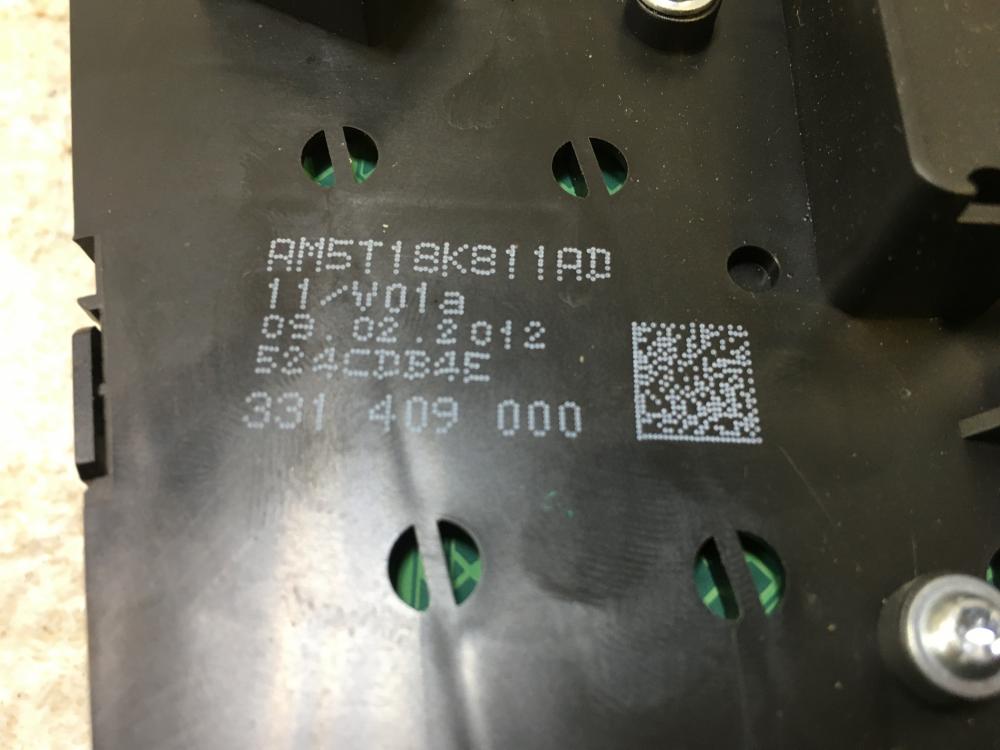 AM5T18K811AD
11/V01a
09.02.2012
524CDB4E
331 409 000